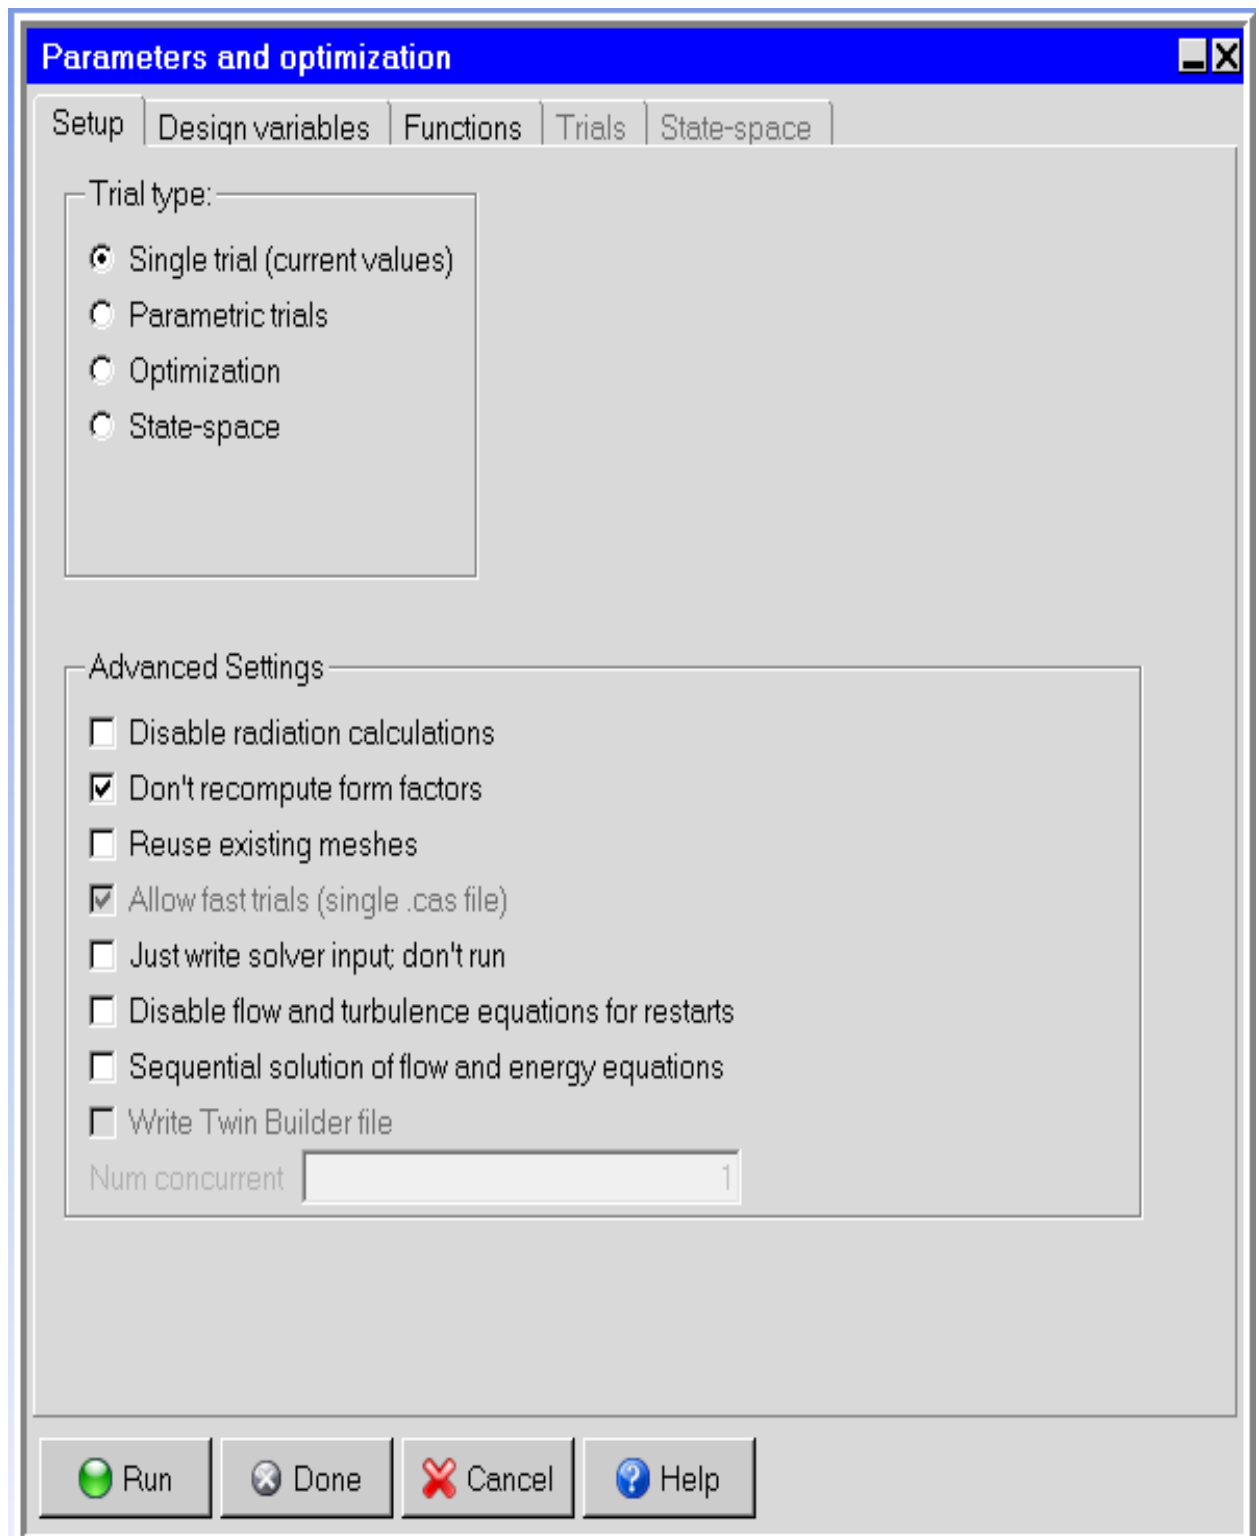 Parameters and optimization
Setup Design variables Functions Trials State-space
Trial type:
Single trial (current values)
Parametric trials
Optimization
State-space
Advanced Settings
Disable radiation calculations
Don't recompute form factors
Reuse existing meshes
Allow fast trials (single .cas file)
Just write solver input; don't run
Disable flow and turbulence equations for restarts
Sequential solution of flow and energy equations
Write Twin Builder file
Num concurrent 1
Run Done Cancel Help